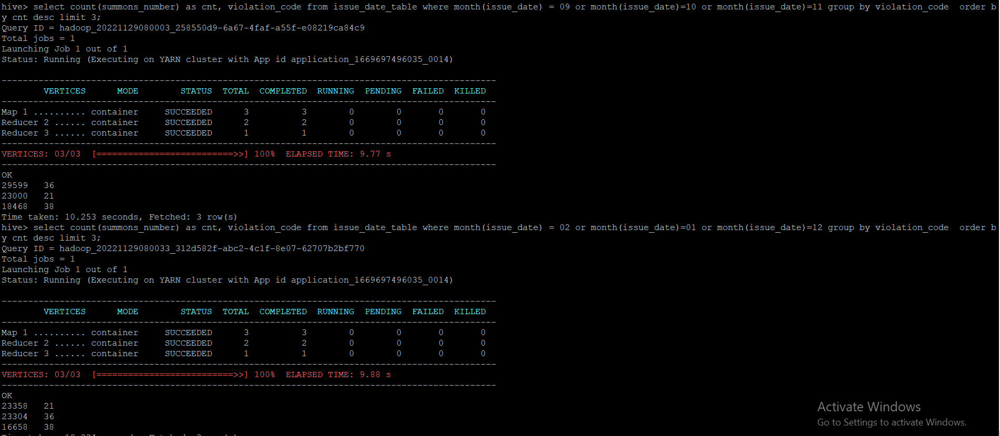 hive> select count(summons_number) as cnt, violation_code from issue_date_table where month(issue_date) = 09 or month(issue_date)=10 or month(issue_date)=11 group by violation_code  order b
y cnt desc limit 3;
Query ID = hadoop_20221129080003_258550d9-6a67-4faf-a55f-e08219ca84c9
Total jobs = 1
Launching Job 1 out of 1
Status: Running (Executing on YARN cluster with App id application_1669697496035_0014)
----------------------------------------------------------------------------------------------
        VERTICES      MODE        STATUS  TOTAL  COMPLETED  RUNNING  PENDING  FAILED  KILLED
----------------------------------------------------------------------------------------------
Map 1 .......... container     SUCCEEDED      3          3        0        0       0       0
Reducer 2 ...... container     SUCCEEDED      2          2        0        0       0       0
Reducer 3 ...... container     SUCCEEDED      1          1        0        0       0       0
----------------------------------------------------------------------------------------------
VERTICES: 03/03  [==========================>>] 100%  ELAPSED TIME: 9.77 s
----------------------------------------------------------------------------------------------
OK
29599   36
23000   21
18468   38
Time taken: 10.253 seconds, Fetched: 3 row(s)
hive> select count(summons_number) as cnt, violation_code from issue_date_table where month(issue_date) = 02 or month(issue_date)=01 or month(issue_date)=12 group by violation_code  order b
y cnt desc limit 3;
Query ID = hadoop_20221129080033_312d582f-abc2-4c1f-8e07-62707b2bf770
Total jobs = 1
Launching Job 1 out of 1
Status: Running (Executing on YARN cluster with App id application_1669697496035_0014)
----------------------------------------------------------------------------------------------
        VERTICES      MODE        STATUS  TOTAL  COMPLETED  RUNNING  PENDING  FAILED  KILLED
----------------------------------------------------------------------------------------------
Map 1 .......... container     SUCCEEDED      3          3        0        0       0       0
Reducer 2 ...... container     SUCCEEDED      2          2        0        0       0       0
Reducer 3 ...... container     SUCCEEDED      1          1        0        0       0       0
----------------------------------------------------------------------------------------------
VERTICES: 03/03  [==========================>>] 100%  ELAPSED TIME: 9.88 s
----------------------------------------------------------------------------------------------
OK
23358   21
23304   36
16658   38
Activate Windows
Go to Settings to activate Windows.